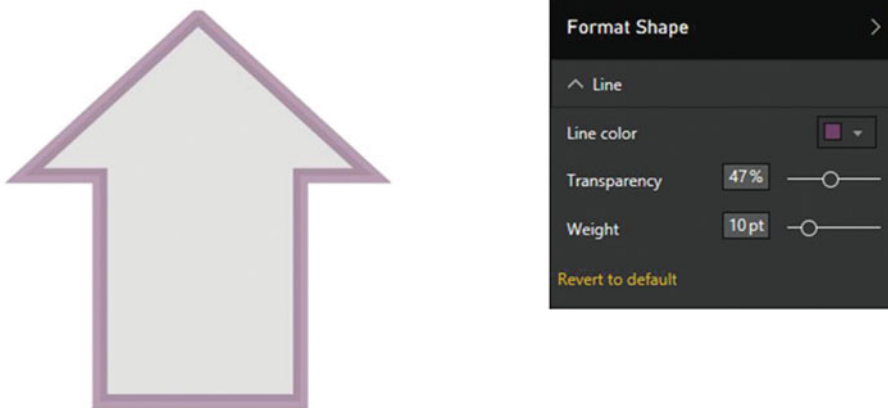 Format Shape
Line
Line color
Transparency 47%
Weight 10 pt
Revert to default